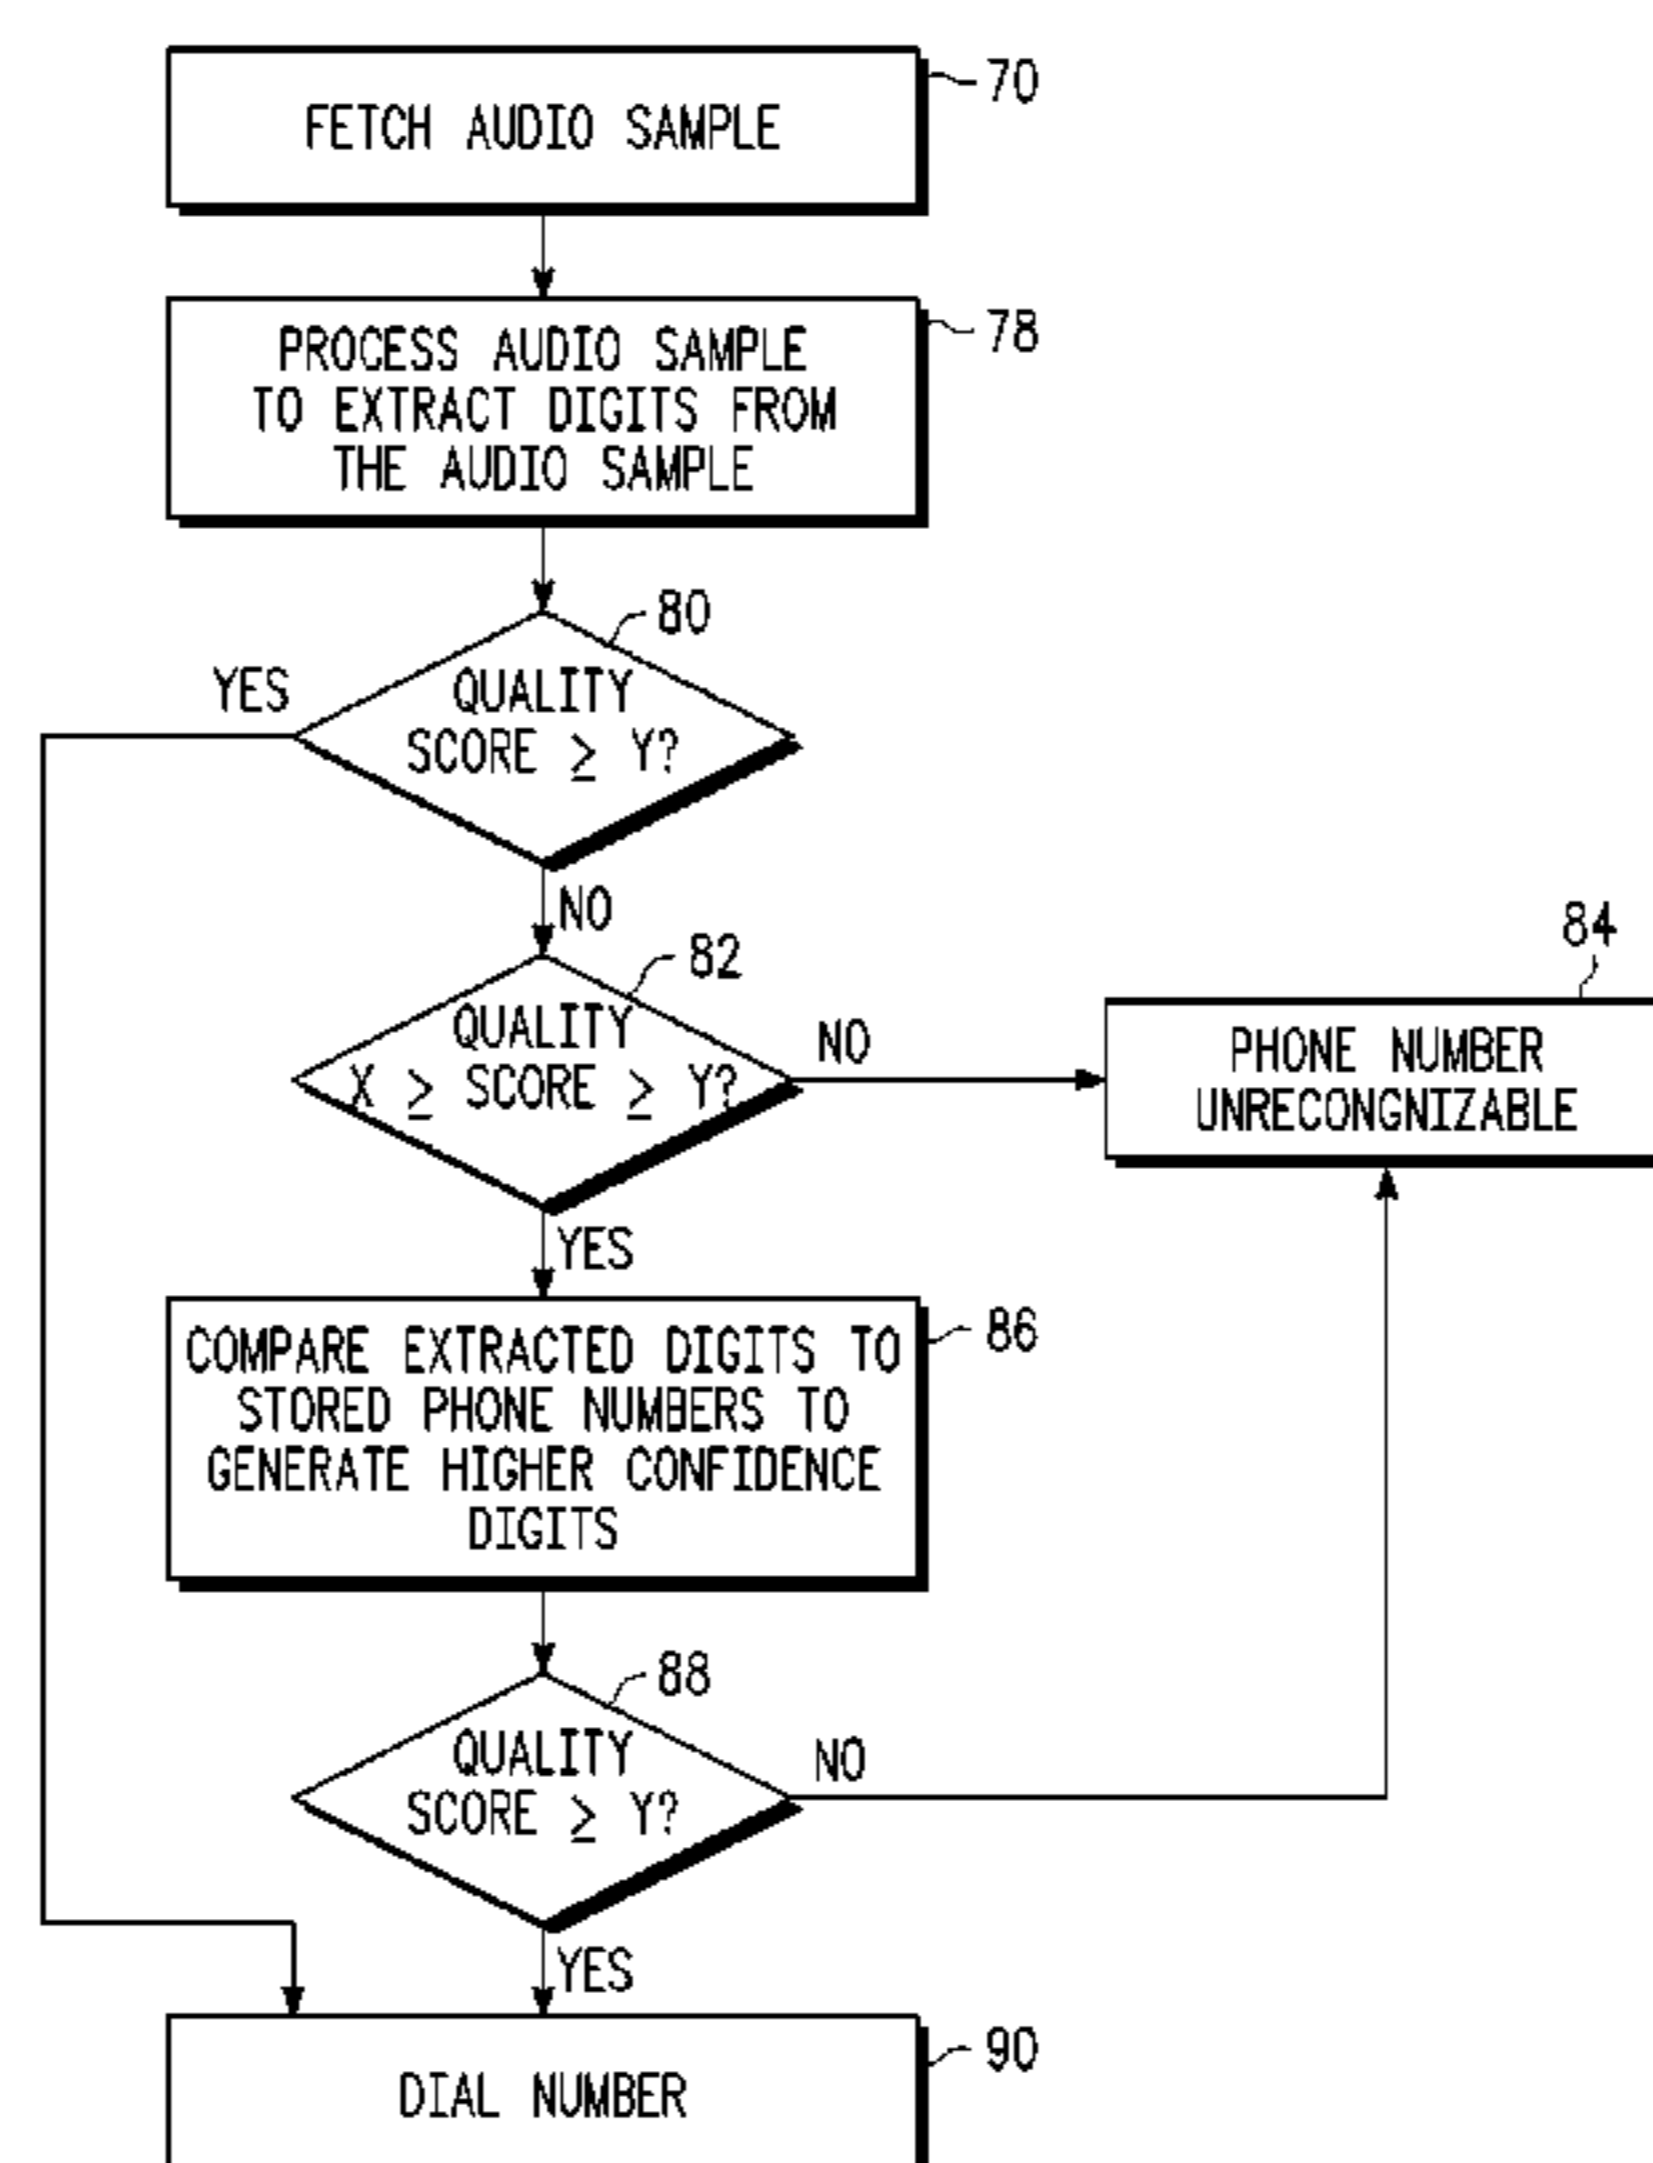 FETCH AUDIO SAMPLE
70
PROCESS AUDIO SAMPLE
TO EXTRACT DIGITS FROM
THE AUDIO SAMPLE
78
80
YES
QUALITY
SCORE ≥ Y?
NO
82
QUALITY
X ≥ SCORE ≥ Y?
NO
84
PHONE NUMBER
UNRECONGNIZABLE
YES
COMPARE EXTRACTED DIGITS TO
STORED PHONE NUMBERS TO
GENERATE HIGHER CONFIDENCE
DIGITS
86
88
QUALITY
SCORE ≥ Y?
NO
YES
DIAL NUMBER
90